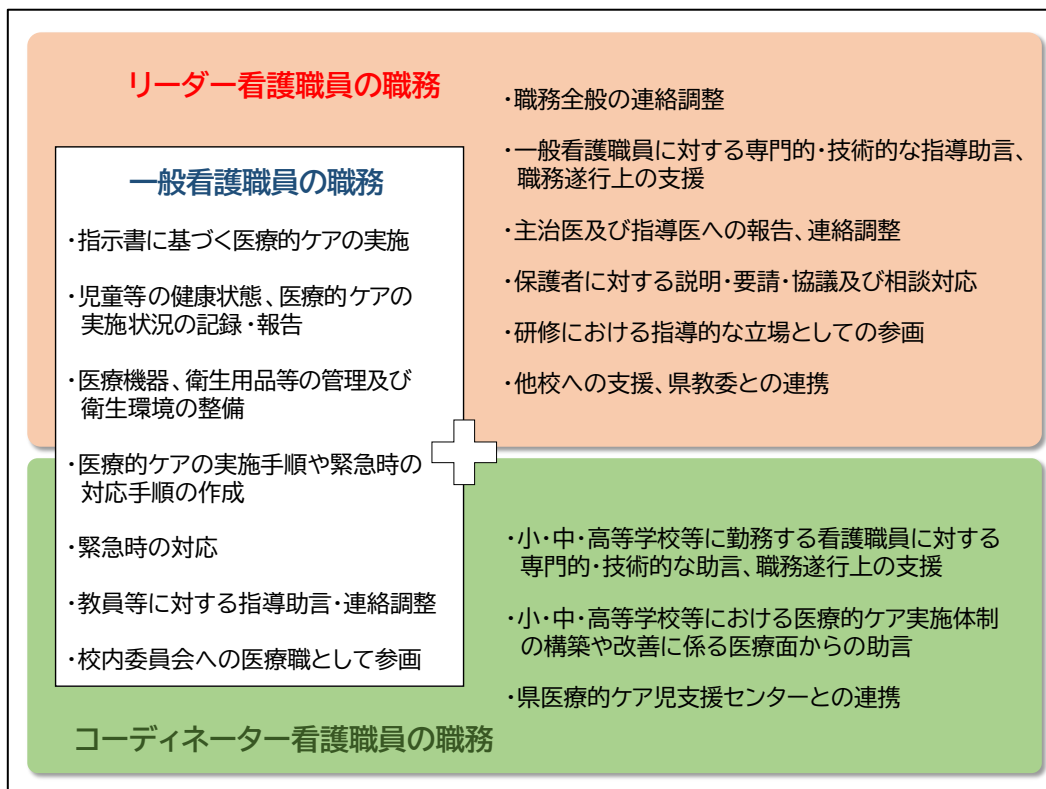 リーダー看護職員の職務
一般看護職員の職務
・指示書に基づく医療的ケアの実施
・児童等の健康状態、医療的ケアの
実施状況の記録・報告
・医療機器、衛生用品等の管理及び
衛生環境の整備
・医療的ケアの実施手順や緊急時の
対応手順の作成
・緊急時の対応
・教員等に対する指導助言・連絡調整
・校内委員会への医療職として参画
・職務全般の連絡調整
・一般看護職員に対する専門的・技術的な指導助言、
職務遂行上の支援
・主治医及び指導医への報告、連絡調整
・保護者に対する説明・要請・協議及び相談対応
・研修における指導的な立場としての参画
・他校への支援、県教委との連携
・小・中・高等学校等に勤務する看護職員に対する
専門的・技術的な助言、職務遂行上の支援
・小・中・高等学校等における医療的ケア実施体制
の構築や改善に係る医療面からの助言
・県医療的ケア児支援センターとの連携
コーディネーター看護職員の職務